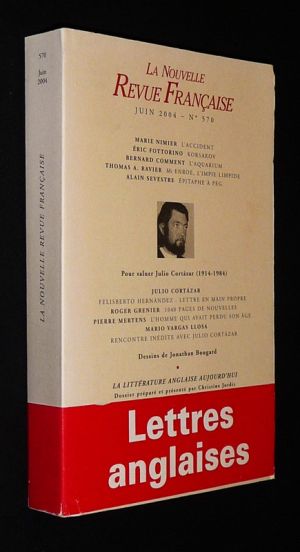 570
Juin
2004
LA NOUVELLE REVUE FRANÇAISE
LA NOUVELLE
REVUE FRANÇAISE
JUIN 2004 – N° 570
MARIE NIMIER L'ACCIDENT
ÉRIC FOTTORINO KORSAKOV
BERNARD COMMENT L'AQUARIUM
THOMAS A. RAVIER Mc ENROE, L'IMPIE LIMPIDE
ALAIN SEVESTRE ÉPITAPHE À PEG
Pour saluer Julio Cortázar (1914-1984)
JULIO CORTÁZAR
FELISBERTO HERNÁNDEZ - LETTRE EN MAIN PROPRE
ROGER GRENIER 1040 PAGES DE NOUVELLES
PIERRE MERTENS L'HOMME QUI AVAIT PERDU SON ÂGE
MARIO VARGAS LLOSA
RENCONTRE INÉDITE AVEC JULIO CORTÁZAR
Dessins de Jonathan Bougard
LA LITTÉRATURE ANGLAISE AUJOURD'HUI
Dossier préparé et présenté par Christine Jordis
Lettres
anglaises